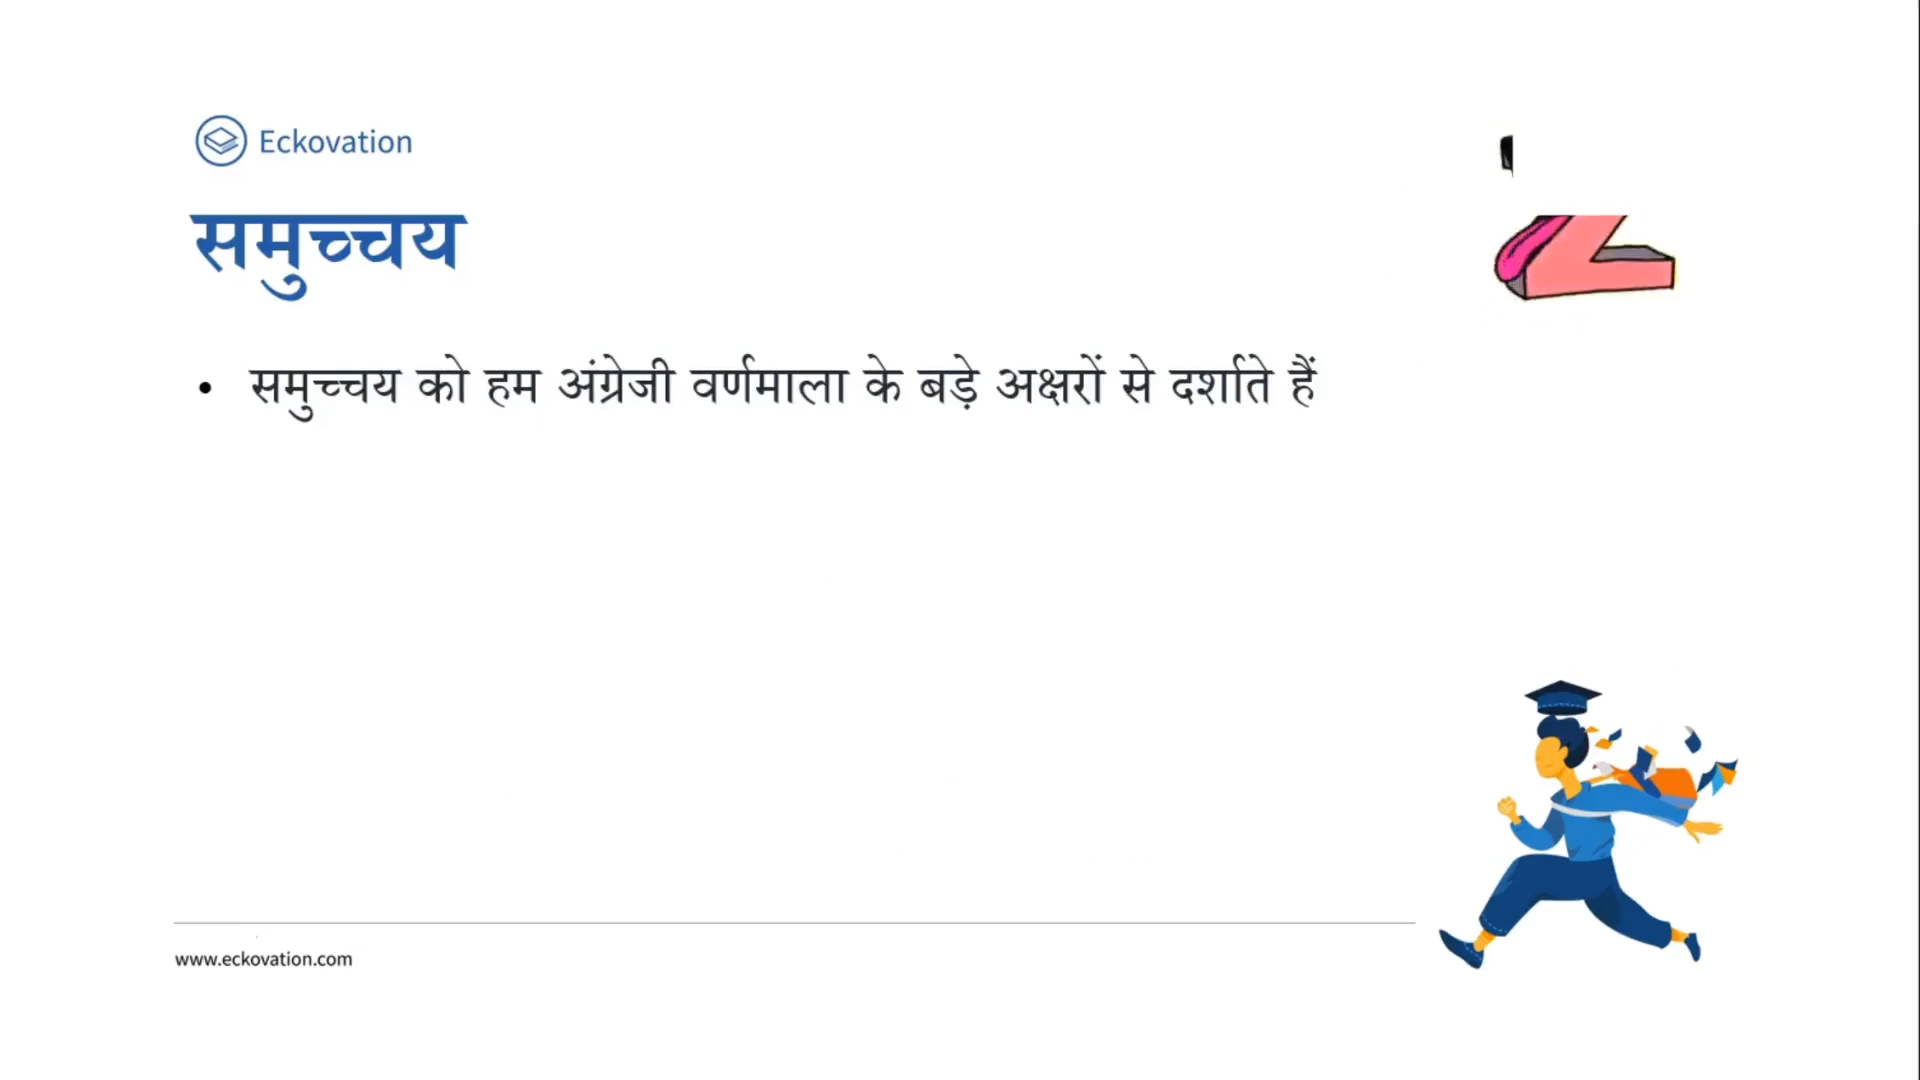 Eckovation
समुच्चय
• समुच्चय को हम अंग्रेजी वर्णमाला के बड़े अक्षरों से दर्शाते हैं
www.eckovation.com